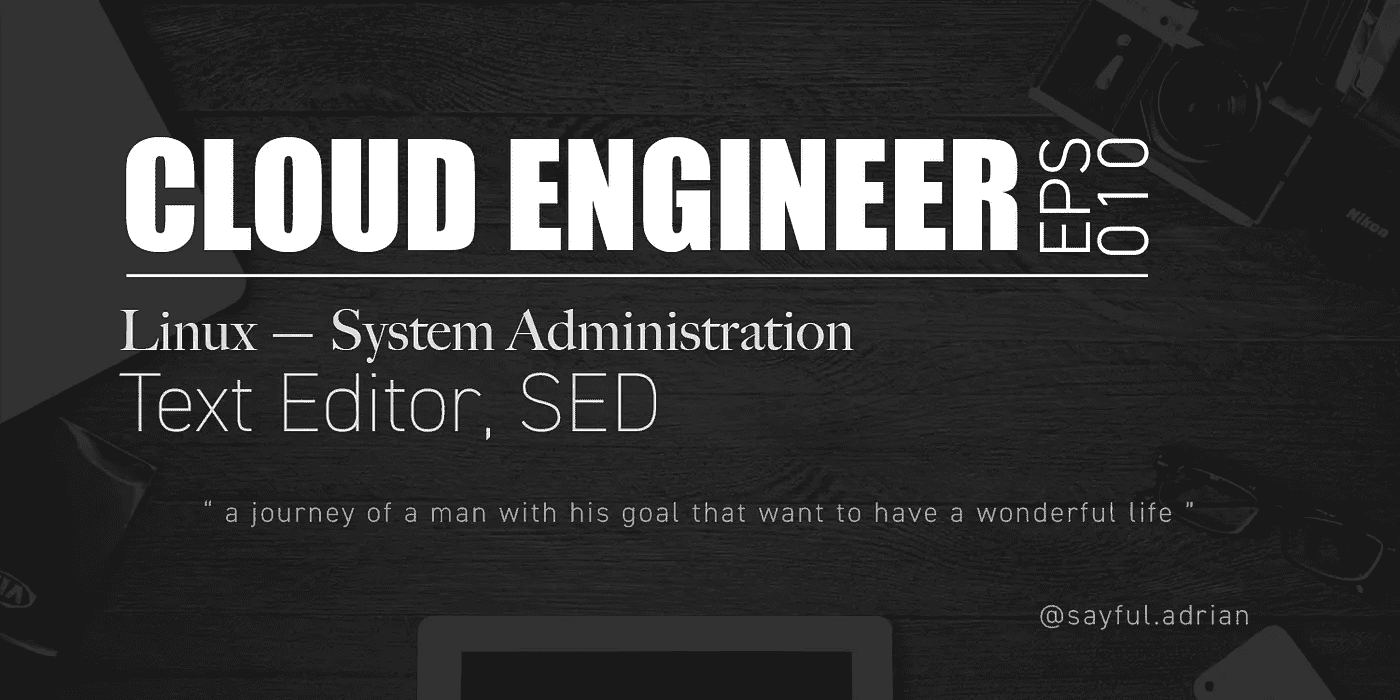 CLOUD ENGINEER
EPS
010
Linux — System Administration
Text Editor, SED
“ a journey of a man with his goal that want to have a wonderful life ”
@sayful.adrian
Nikon